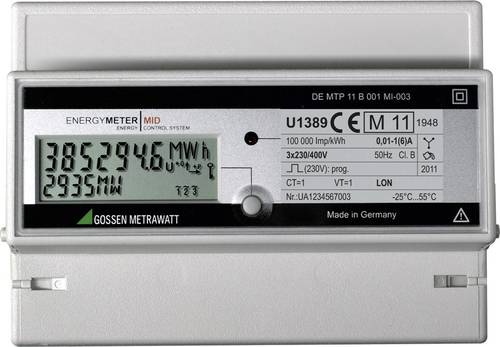 DE MTP 11 B 001 MI-003
ENERGYMETER MID
ENERGY CONTROL SYSTEM
385294.6 MWh
2935MW 123
GOSSEN METRAWATT
U1389 CE M 11 1948
100 000 Imp/kWh 0,01-1(6)A
3x230/400V 50Hz Cl. B
(230V): prog. 2011
CT=1 VT=1 LON
Nr.:UA1234567003 -25°C...55°C
Made in Germany